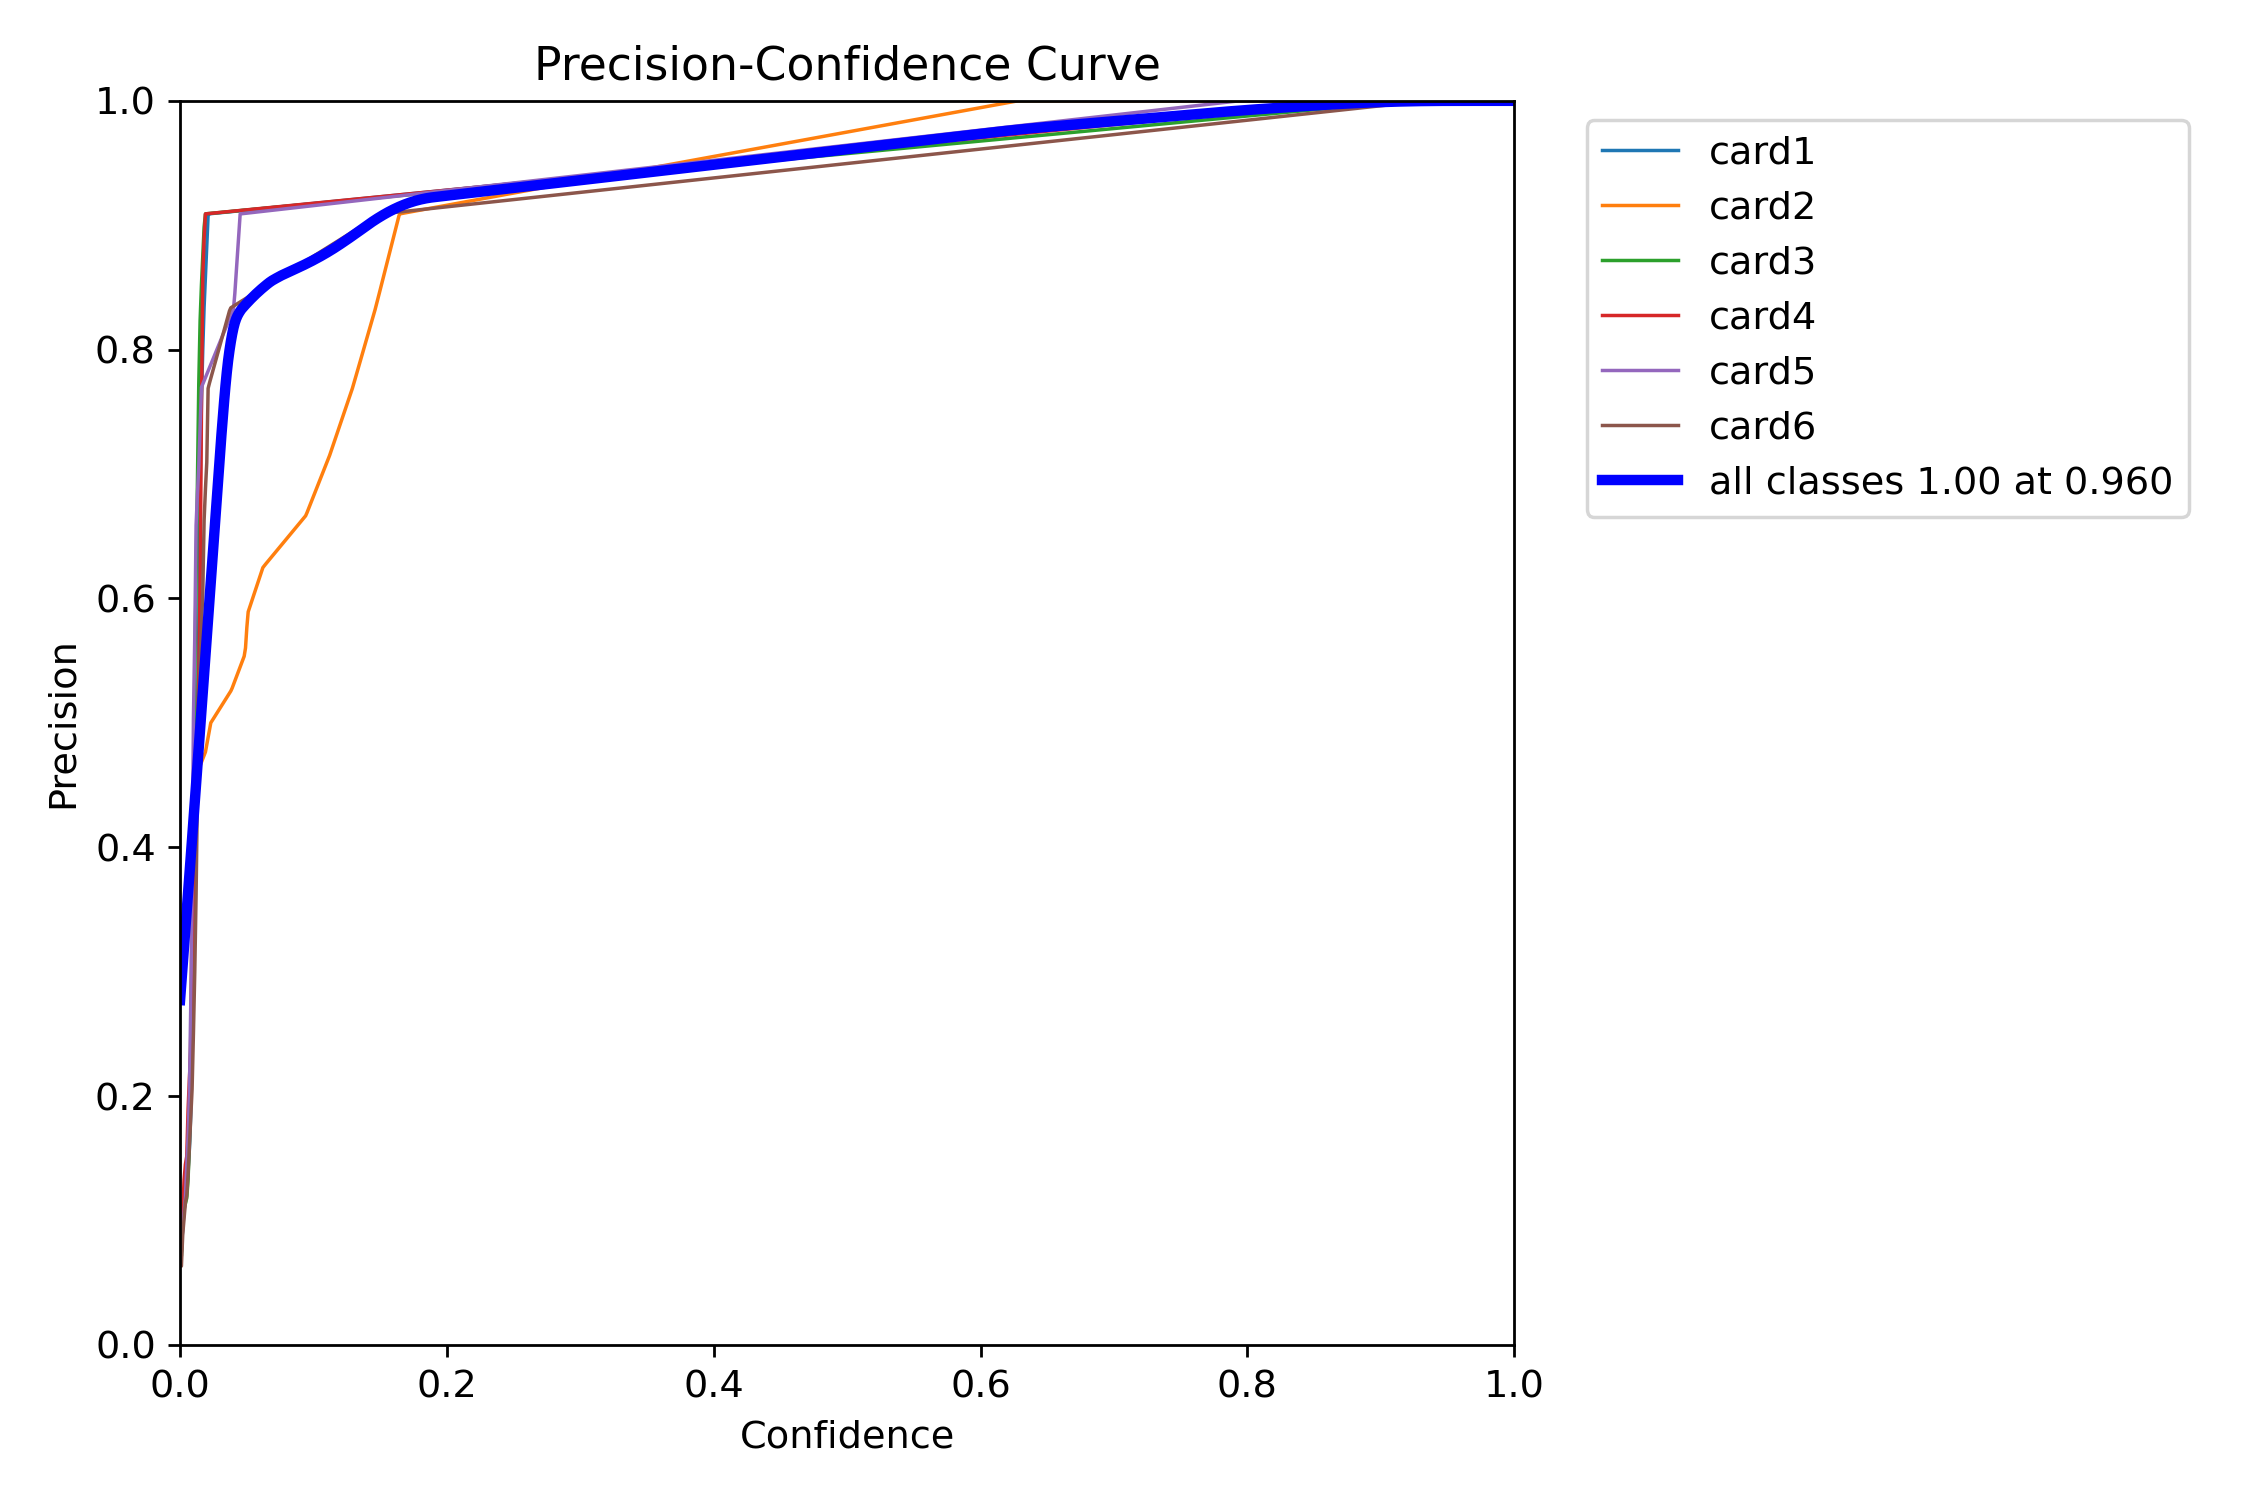 Precision-Confidence Curve
1.0
0.8
0.6
0.4
0.2
0.0
Precision
0.0 0.2 0.4 0.6 0.8 1.0
Confidence
card1
card2
card3
card4
card5
card6
all classes 1.00 at 0.960